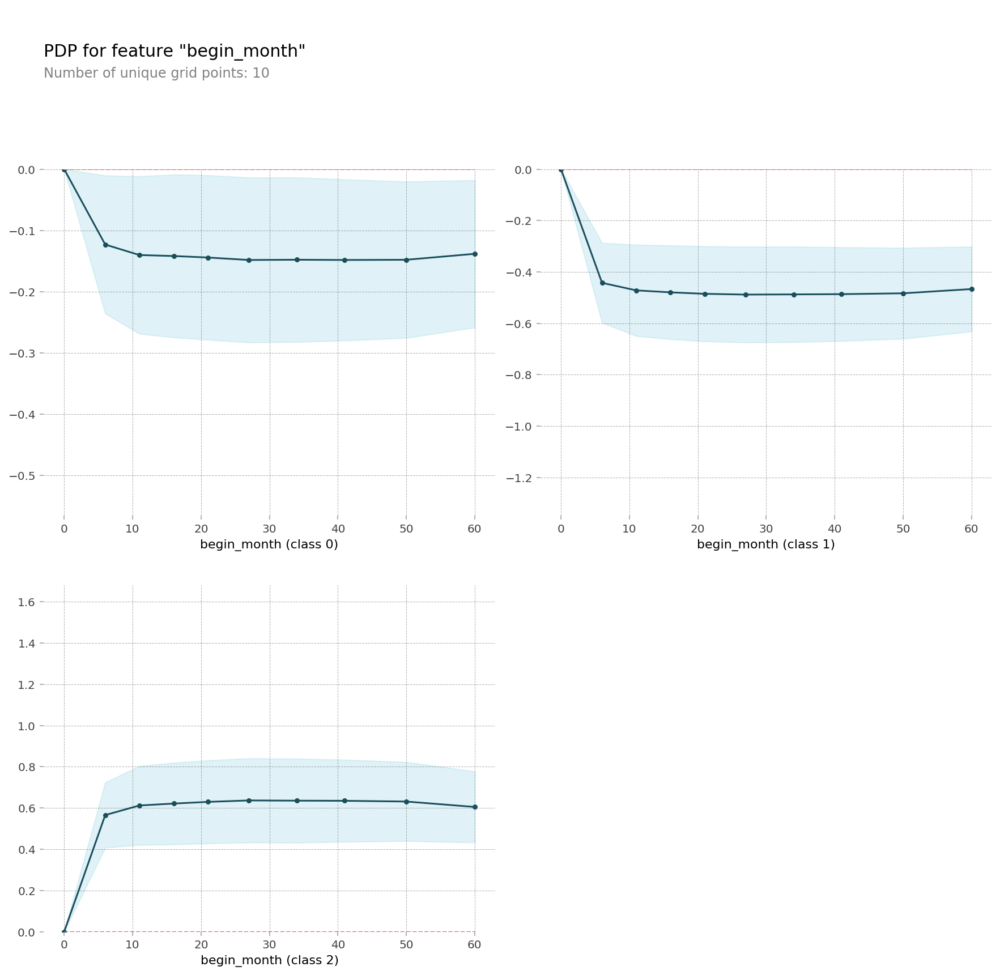 PDP for feature "begin_month"
Number of unique grid points: 10
0.0
−0.1
−0.2
−0.3
−0.4
−0.5
0 10 20 30 40 50 60
begin_month (class 0)
0.0
−0.2
−0.4
−0.6
−0.8
−1.0
−1.2
0 10 20 30 40 50 60
begin_month (class 1)
1.6
1.4
1.2
1.0
0.8
0.6
0.4
0.2
0.0
0 10 20 30 40 50 60
begin_month (class 2)